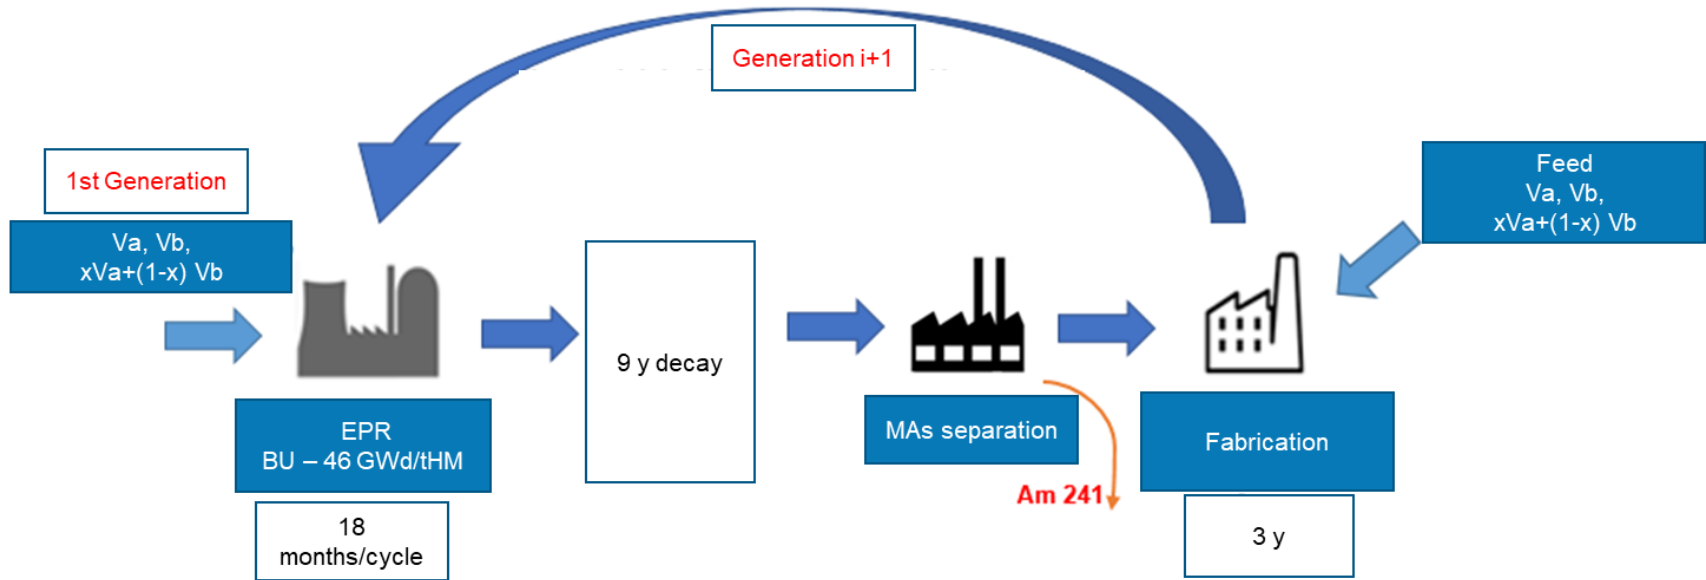 Generation i+1
1st Generation
Va, Vb,
xVa+(1-x) Vb
Feed
Va, Vb,
xVa+(1-x) Vb
9 y decay
EPR
BU – 46 GWd/tHM
18
months/cycle
MAs separation
Am 241
Fabrication
3 y